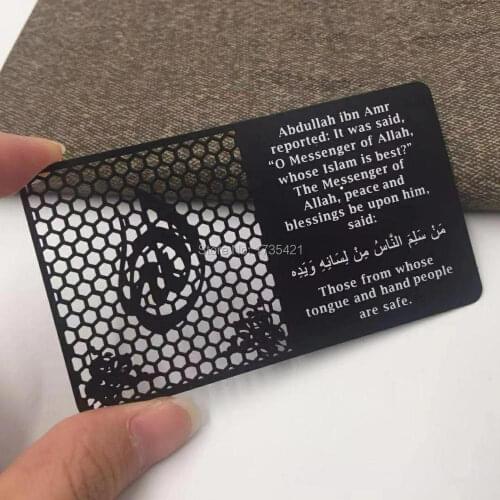 Abdullah ibn Amr
reported: It was said,
“O Messenger of Allah,
whose Islam is best?”
The Messenger of
Allah, peace and
blessings be upon him,
said:
مَنْ سَلِمَ النَّاسُ مِنْ لِسَانِهِ وَيَدِهِ
Those from whose
tongue and hand people
are safe.